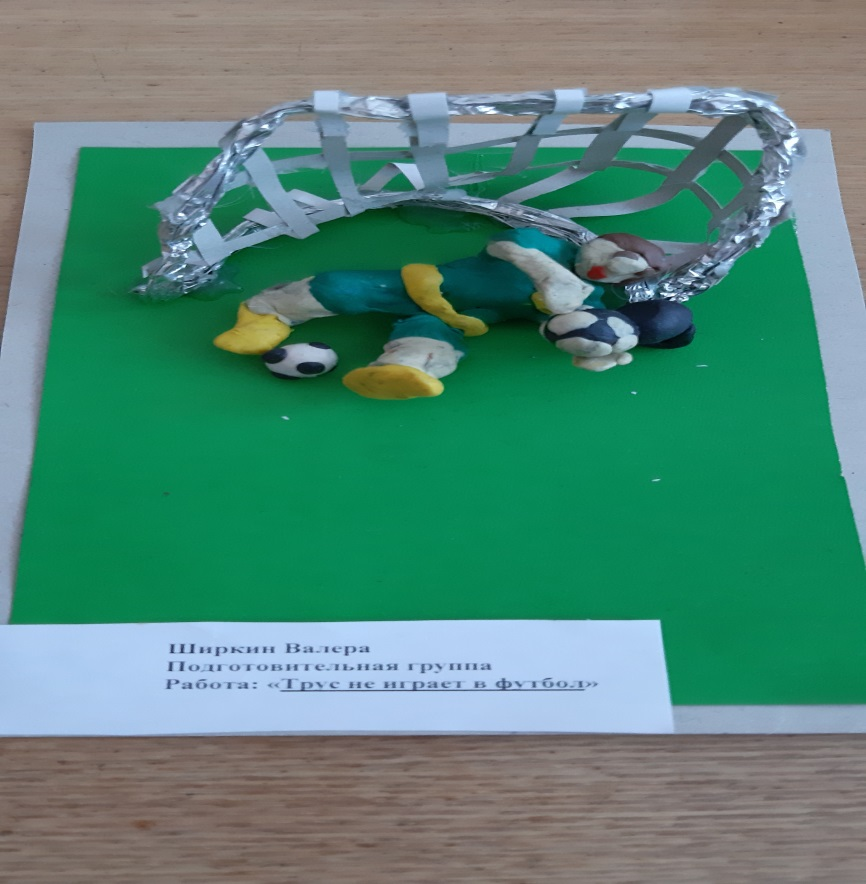 Ширкин Валера
Подготовительная группа
Работа: «Трус не играет в футбол»